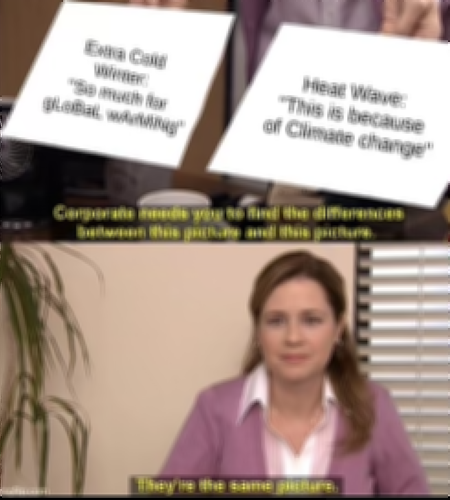 Extra Cold
Winter:
"So much for
gLoBaL wArMiNg"
Heat Wave:
"This is because
of Climate change"
Corporate needs you to find the differences
between this picture and this picture.
They're the same picture.